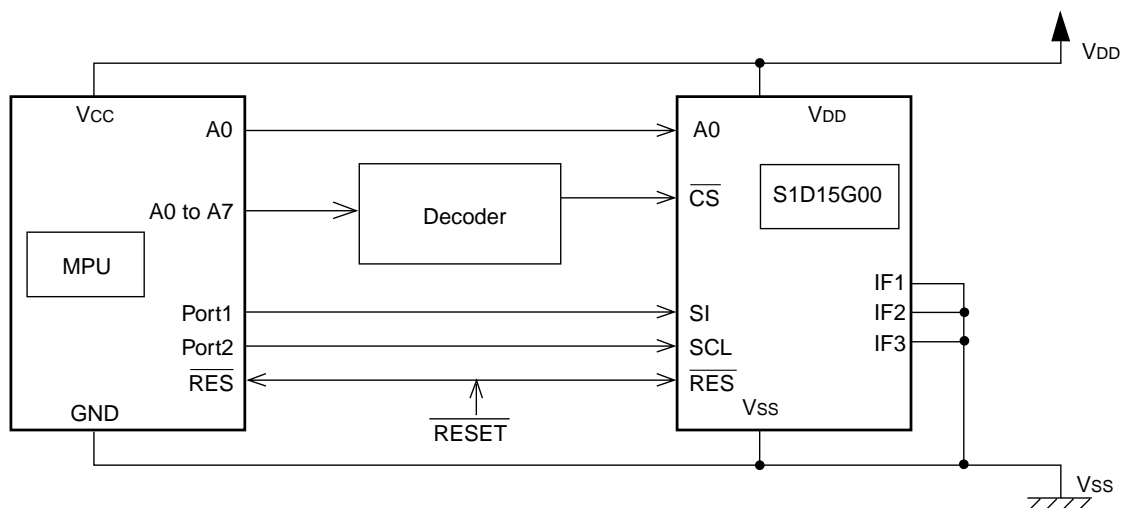 VDD
VCC
VDD
A0
A0
A0 to A7
Decoder
CS
S1D15G00
MPU
IF1
Port1
SI
IF2
Port2
SCL
IF3
RES
RES
GND
RESET
VSS
VSS